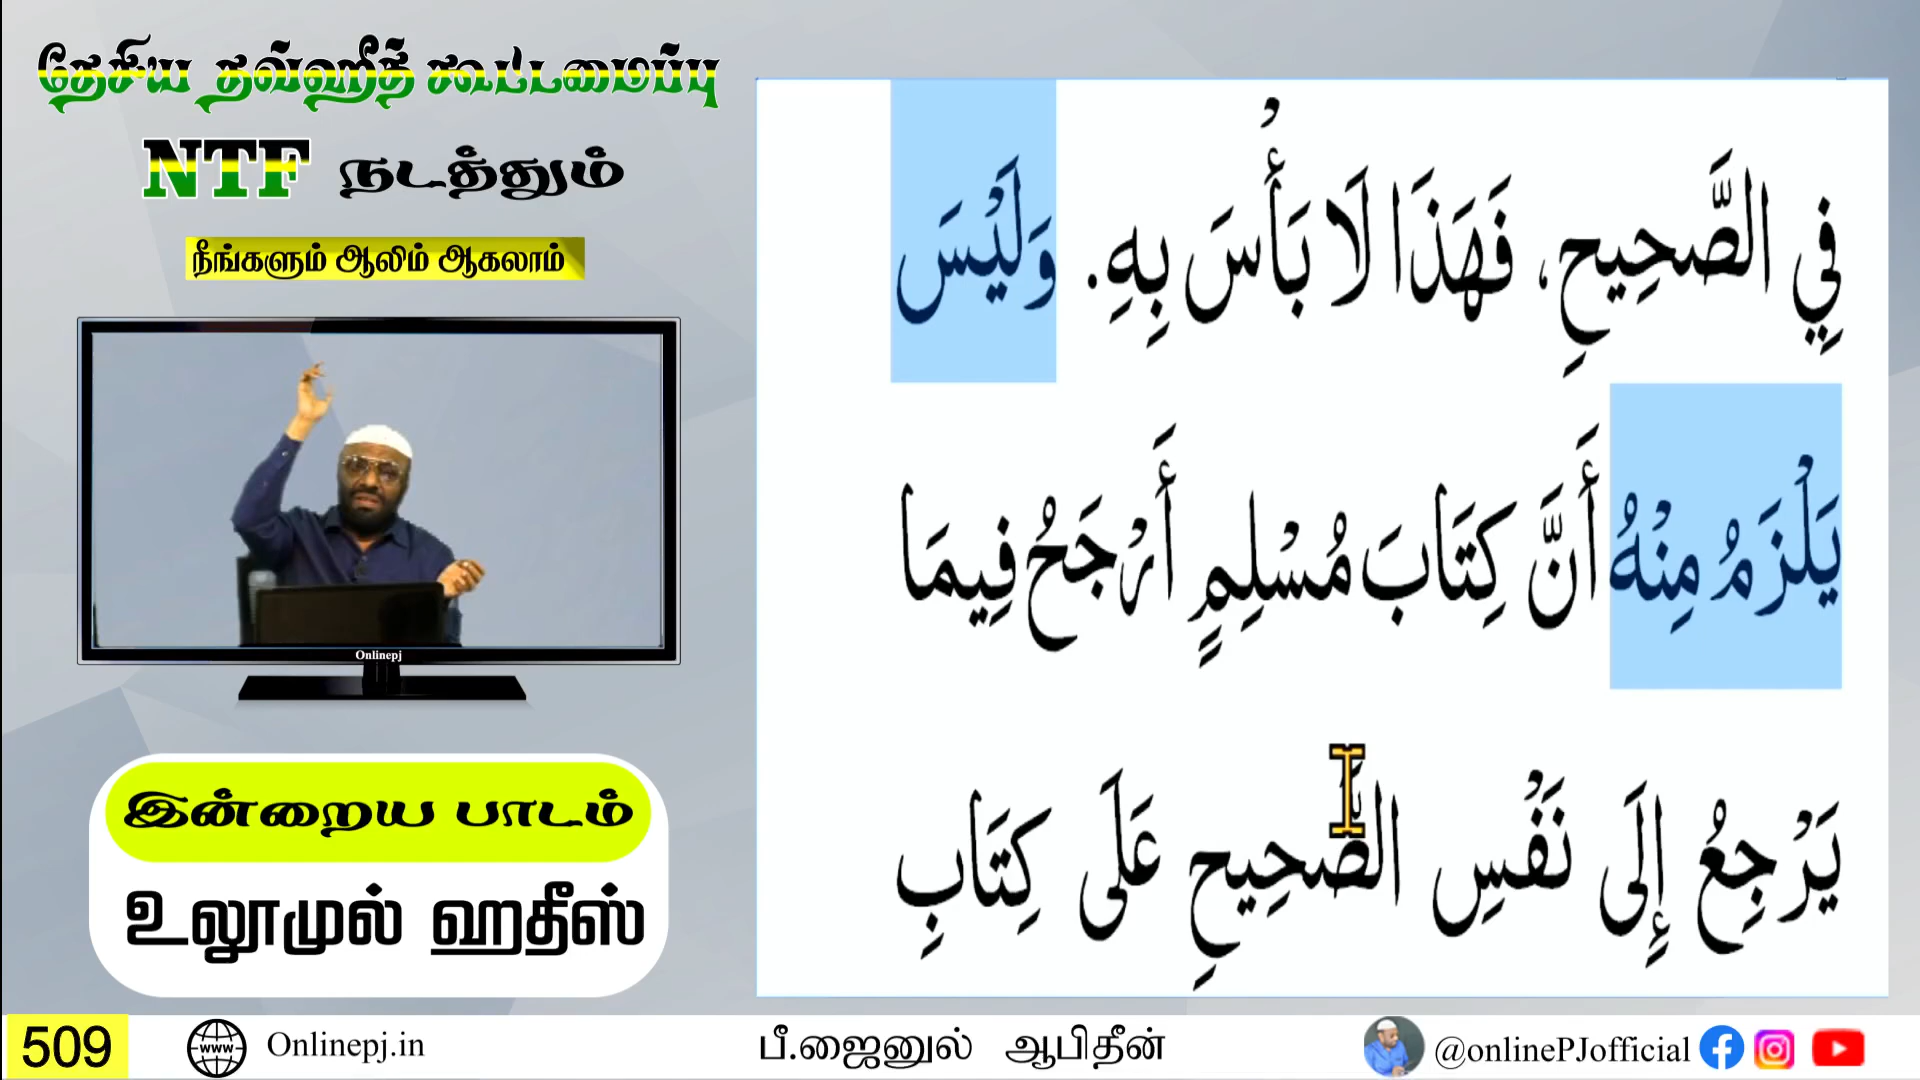 தேசிய தவ்ஹீத் கூட்டமைப்பு
NTF நடத்தும்
நீங்களும் ஆலிம் ஆகலாம்
Onlinepj
இன்றைய பாடம்
உலூமுல் ஹதீஸ்
فِي الصَّحِيحِ، فَهَذَا لَا بَأْسَ بِهِ. وَلَيْسَ
يَلْزَمُ مِنْهُ أَنَّ كِتَابَ مُسْلِمٍ أَرْجَحُ فِيمَا
يَرْجِعُ إِلَى نَفْسِ الصَّحِيحِ عَلَى كِتَابِ
509
www
Onlinepj.in
பீ.ஜைனுல் ஆபிதீன்
@onlinePJofficial